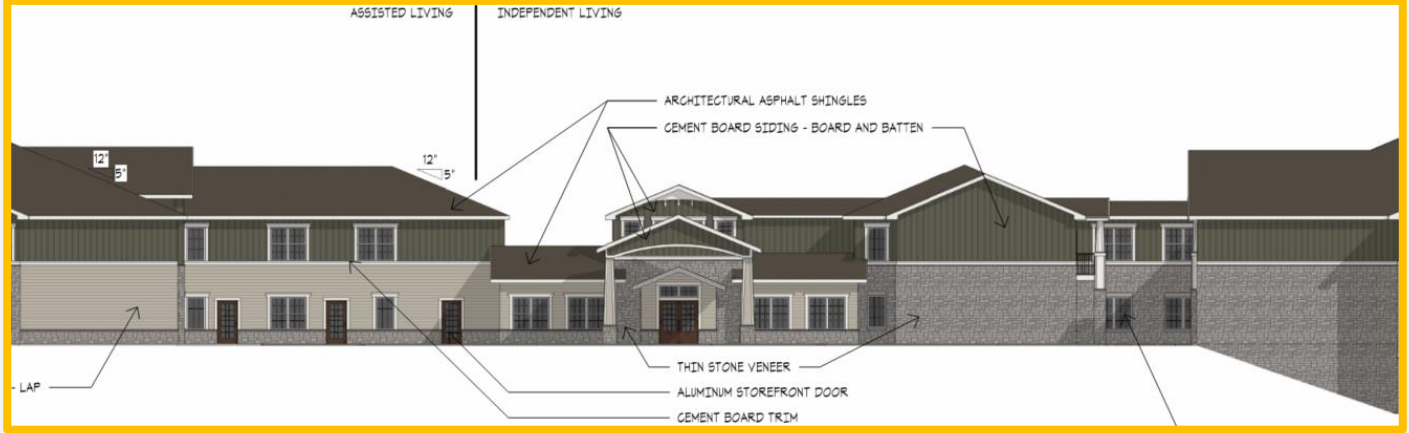 ASSISTED LIVING
INDEPENDENT LIVING
ARCHITECTURAL ASPHALT SHINGLES
CEMENT BOARD SIDING - BOARD AND BATTEN
12"
5"
12"
5"
THIN STONE VENEER
- LAP
ALUMINUM STOREFRONT DOOR
CEMENT BOARD TRIM